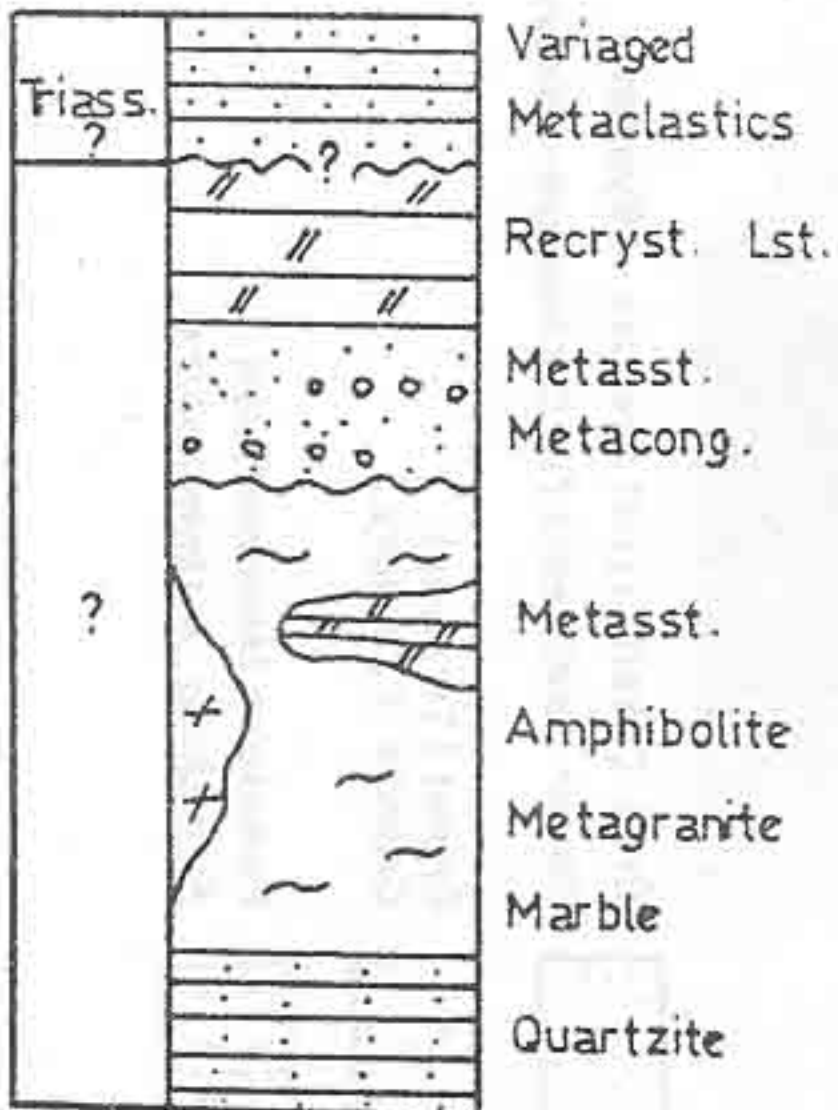 Variaged
Triass.
?
Metaclastics
?
Recryst. Lst.
Metasst.
Metacong.
?
Metasst.
Amphibolite
Metagranite
Marble
Quartzite